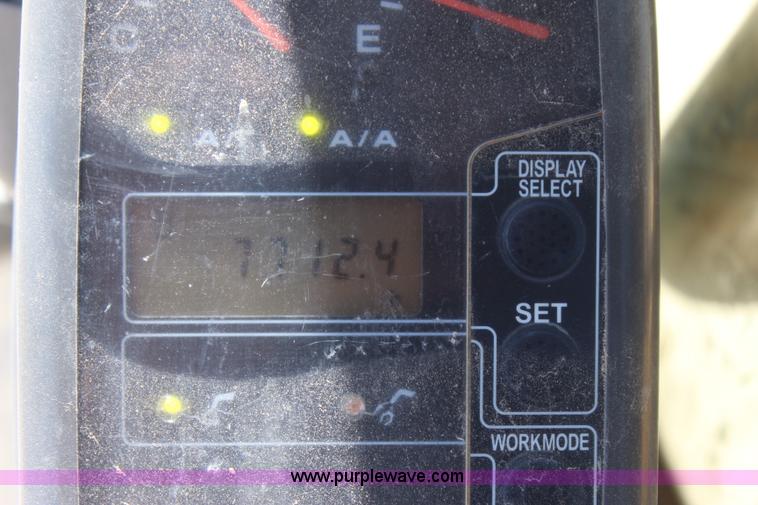 E
A/A
DISPLAY
SELECT
7712.4
SET
WORKMODE
www.purplewave.com